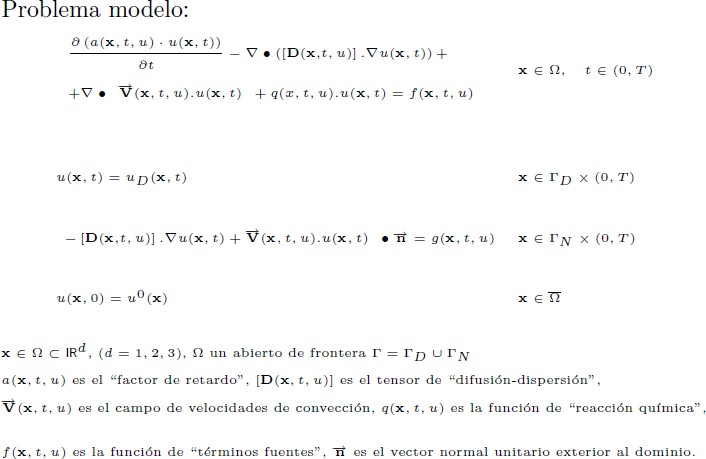 Problema modelo:
∂ (a(x, t, u) · u(x, t)) / ∂t − ∇ • ([D(x,t, u)] .∇u(x, t)) +
+∇ • V⃗(x, t, u).u(x, t) + q(x, t, u).u(x, t) = f(x, t, u) x ∈ Ω, t ∈ (0, T)
u(x, t) = u_D(x, t) x ∈ Γ_D × (0, T)
− [D(x,t, u)] .∇u(x, t) + V⃗(x, t, u).u(x, t) • n⃗ = g(x, t, u) x ∈ Γ_N × (0, T)
u(x, 0) = u⁰(x) x ∈ Ω̅
x ∈ Ω ⊂ IR^d, (d = 1, 2, 3), Ω un abierto de frontera Γ = Γ_D ∪ Γ_N
a(x, t, u) es el “factor de retardo”, [D(x, t, u)] es el tensor de “difusión-dispersión”,
V⃗(x, t, u) es el campo de velocidades de convección, q(x, t, u) es la función de “reacción química”,
f(x, t, u) es la función de “términos fuentes”, n⃗ es el vector normal unitario exterior al dominio.